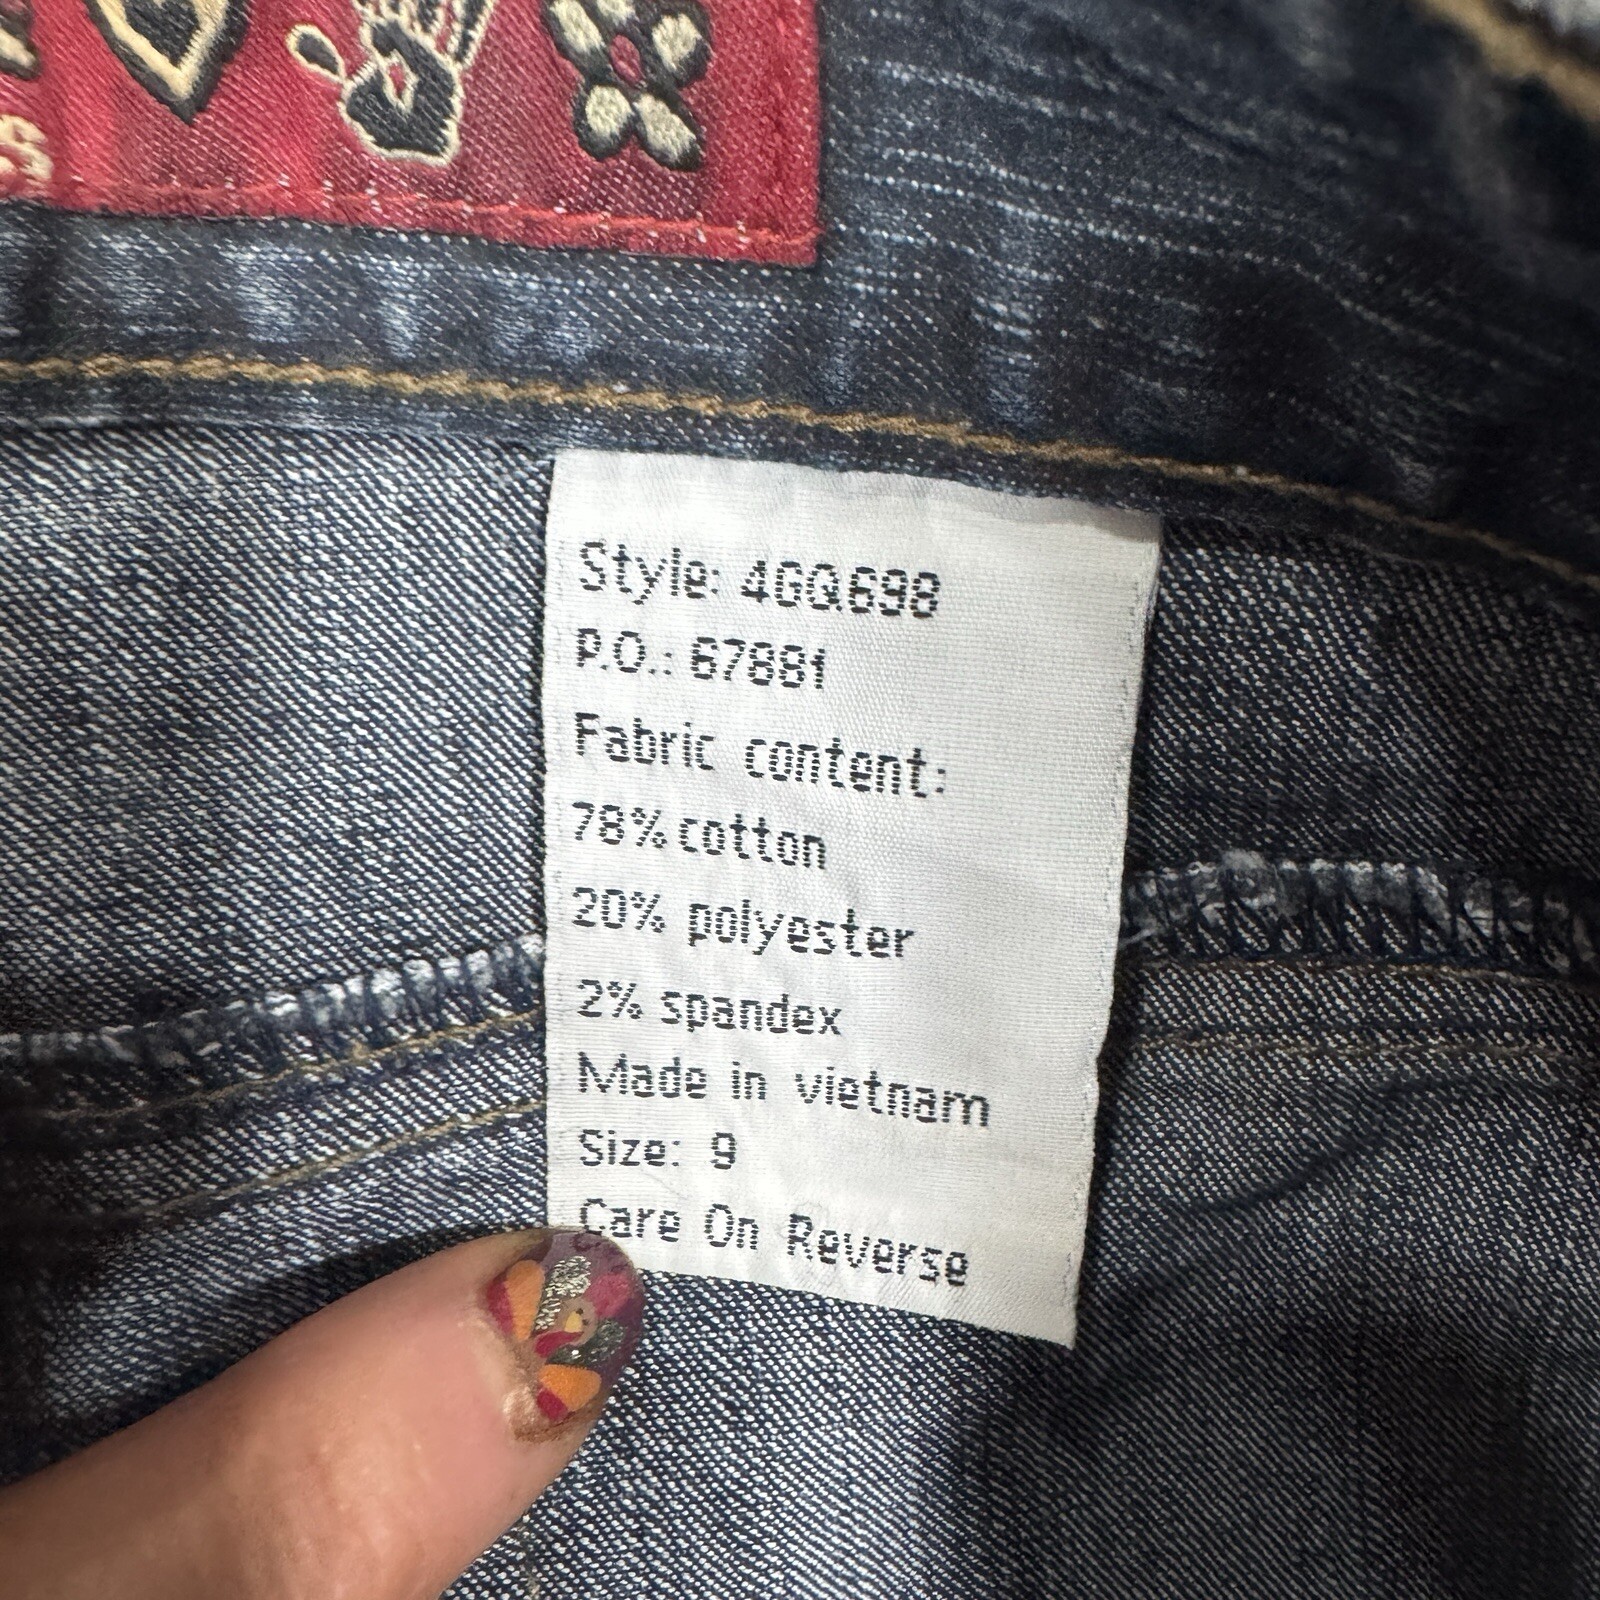 Style: 4GQ698
P.O.: 67881
Fabric content:
78% cotton
20% polyester
2% spandex
Made in vietnam
Size: 9
Care On Reverse